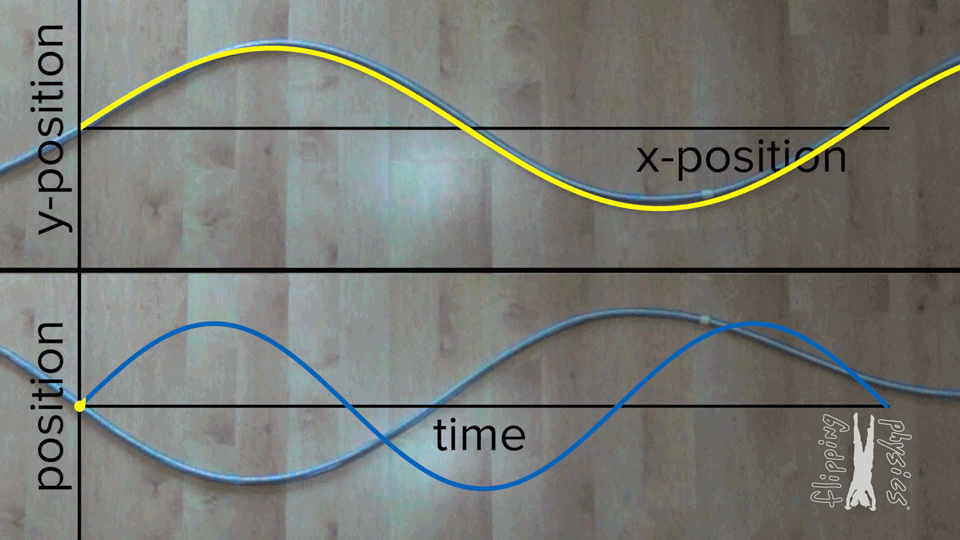 y-position
x-position
position
time
flipping
physics